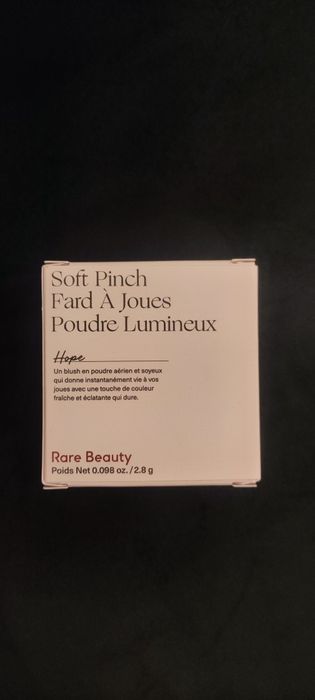 Soft Pinch
Fard À Joues
Poudre Lumineux
Hope
Un blush en poudre aérien et soyeux
qui donne instantanément vie à vos
joues avec une touche de couleur
fraîche et éclatante qui dure.
Rare Beauty
Poids Net 0.098 oz. / 2.8 g